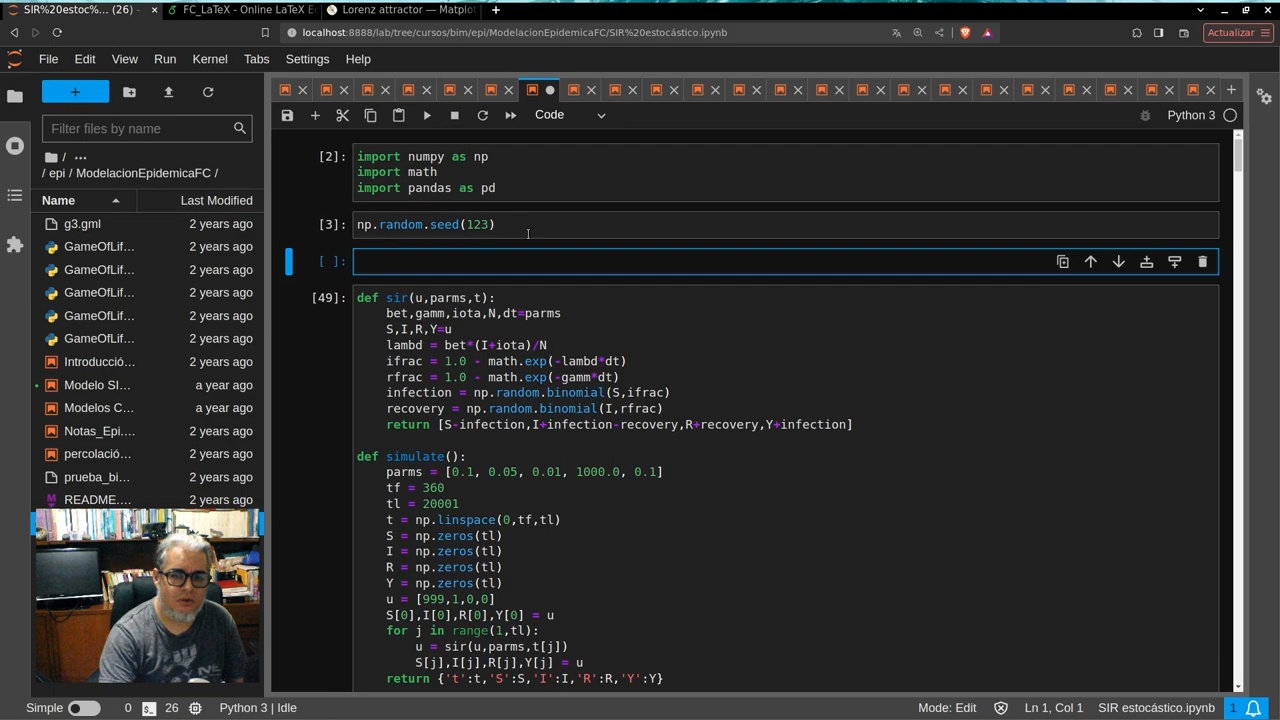 SIR%20estoc… (26)
FC_LaTeX - Online LaTeX E
Lorenz attractor — Matplot
localhost:8888/lab/tree/cursos/bim/epi/ModelacionEpidemicaFC/SIR%20estocástico.ipynb
Actualizar
File Edit View Run Kernel Tabs Settings Help
Code
Python 3
Filter files by name
/ ...
/ epi / ModelacionEpidemicaFC /
Name
Last Modified
g3.gml 2 years ago
GameOfLif... 2 years ago
GameOfLif... 2 years ago
GameOfLif... 2 years ago
GameOfLif... 2 years ago
GameOfLif... 2 years ago
Introducció... 2 years ago
Modelo SI... a year ago
Modelos C... a year ago
Notas_Epi.... 2 years ago
percolació... 2 years ago
prueba_bi... 2 years ago
README.... 2 years ago
[2]:
import numpy as np
import math
import pandas as pd
[3]:
np.random.seed(123)
[ ]:
[49]:
def sir(u,parms,t):
bet,gamm,iota,N,dt=parms
S,I,R,Y=u
lambd = bet*(I+iota)/N
ifrac = 1.0 - math.exp(-lambd*dt)
rfrac = 1.0 - math.exp(-gamm*dt)
infection = np.random.binomial(S,ifrac)
recovery = np.random.binomial(I,rfrac)
return [S-infection,I+infection-recovery,R+recovery,Y+infection]
def simulate():
parms = [0.1, 0.05, 0.01, 1000.0, 0.1]
tf = 360
tl = 20001
t = np.linspace(0,tf,tl)
S = np.zeros(tl)
I = np.zeros(tl)
R = np.zeros(tl)
Y = np.zeros(tl)
u = [999,1,0,0]
S[0],I[0],R[0],Y[0] = u
for j in range(1,tl):
u = sir(u,parms,t[j])
S[j],I[j],R[j],Y[j] = u
return {'t':t,'S':S,'I':I,'R':R,'Y':Y}
Simple 0 26 Python 3 | Idle
Mode: Edit Ln 1, Col 1 SIR estocástico.ipynb 1